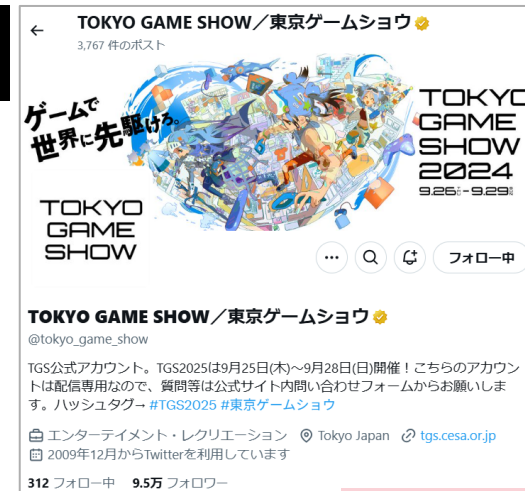 TOKYO GAME SHOW／東京ゲームショウ
3,767 件のポスト
ゲームで
世界に先駆けろ。
TOKYO
GAME
SHOW
2024
9.26木-9.29日
TOKYO
GAME
SHOW
フォロー中
TOKYO GAME SHOW／東京ゲームショウ
@tokyo_game_show
TGS公式アカウント。TGS2025は9月25日(木)～9月28日(日)開催！こちらのアカウン
トは配信専用なので、質問等は公式サイト内問い合わせフォームからお願いしま
す。ハッシュタグ→ #TGS2025 #東京ゲームショウ
エンターテイメント・レクリエーション Tokyo Japan tgs.cesa.or.jp
2009年12月からTwitterを利用しています
312 フォロー中 9.5万 フォロワー